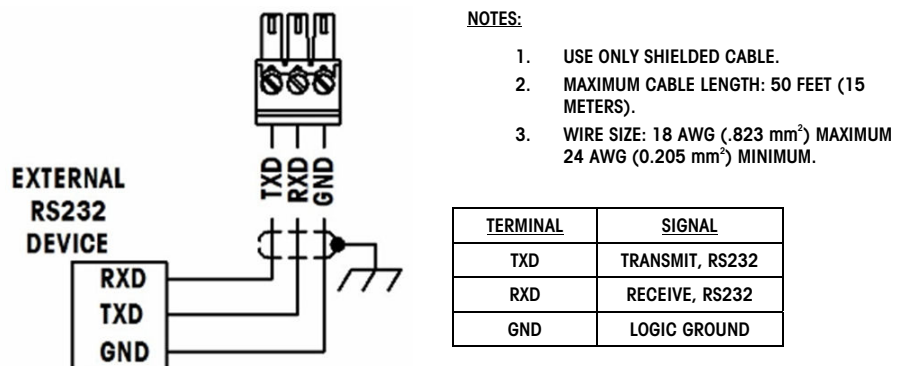 TXD
RXD
GND
EXTERNAL
RS232
DEVICE
RXD
TXD
GND
NOTES:
1. USE ONLY SHIELDED CABLE.
2. MAXIMUM CABLE LENGTH: 50 FEET (15
METERS).
3. WIRE SIZE: 18 AWG (.823 mm²) MAXIMUM
24 AWG (0.205 mm²) MINIMUM.
TERMINAL SIGNAL
TXD TRANSMIT, RS232
RXD RECEIVE, RS232
GND LOGIC GROUND